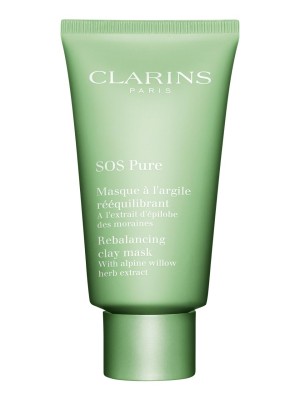 CLARINS
PARIS
SOS Pure
Masque à l'argile
rééquilibrant
A l'extrait d'épilobe
des moraines
Rebalancing
clay mask
With alpine willow
herb extract